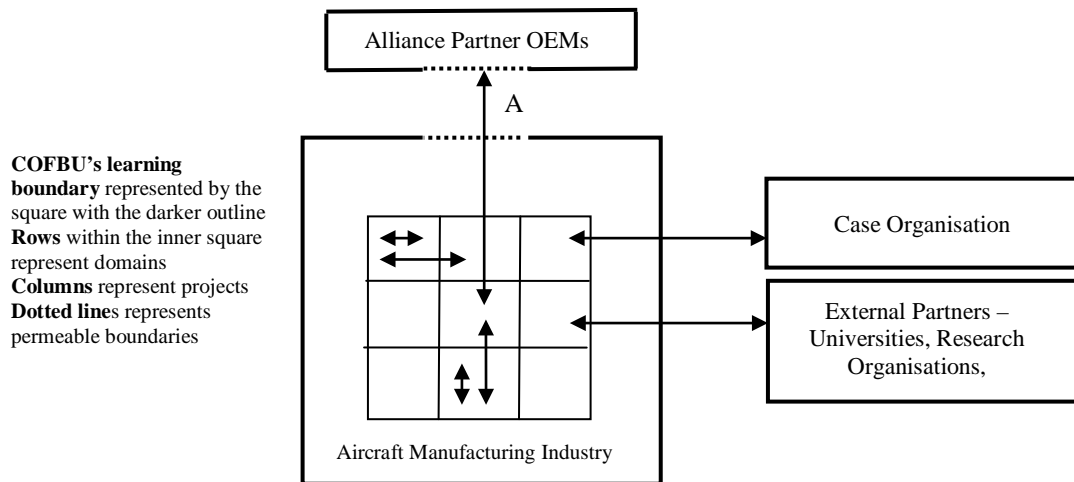 Alliance Partner OEMs
A
COFBU’s learning
boundary represented by the
square with the darker outline
Rows within the inner square
represent domains
Columns represent projects
Dotted lines represents
permeable boundaries
Case Organisation
External Partners –
Universities, Research
Organisations,
Aircraft Manufacturing Industry